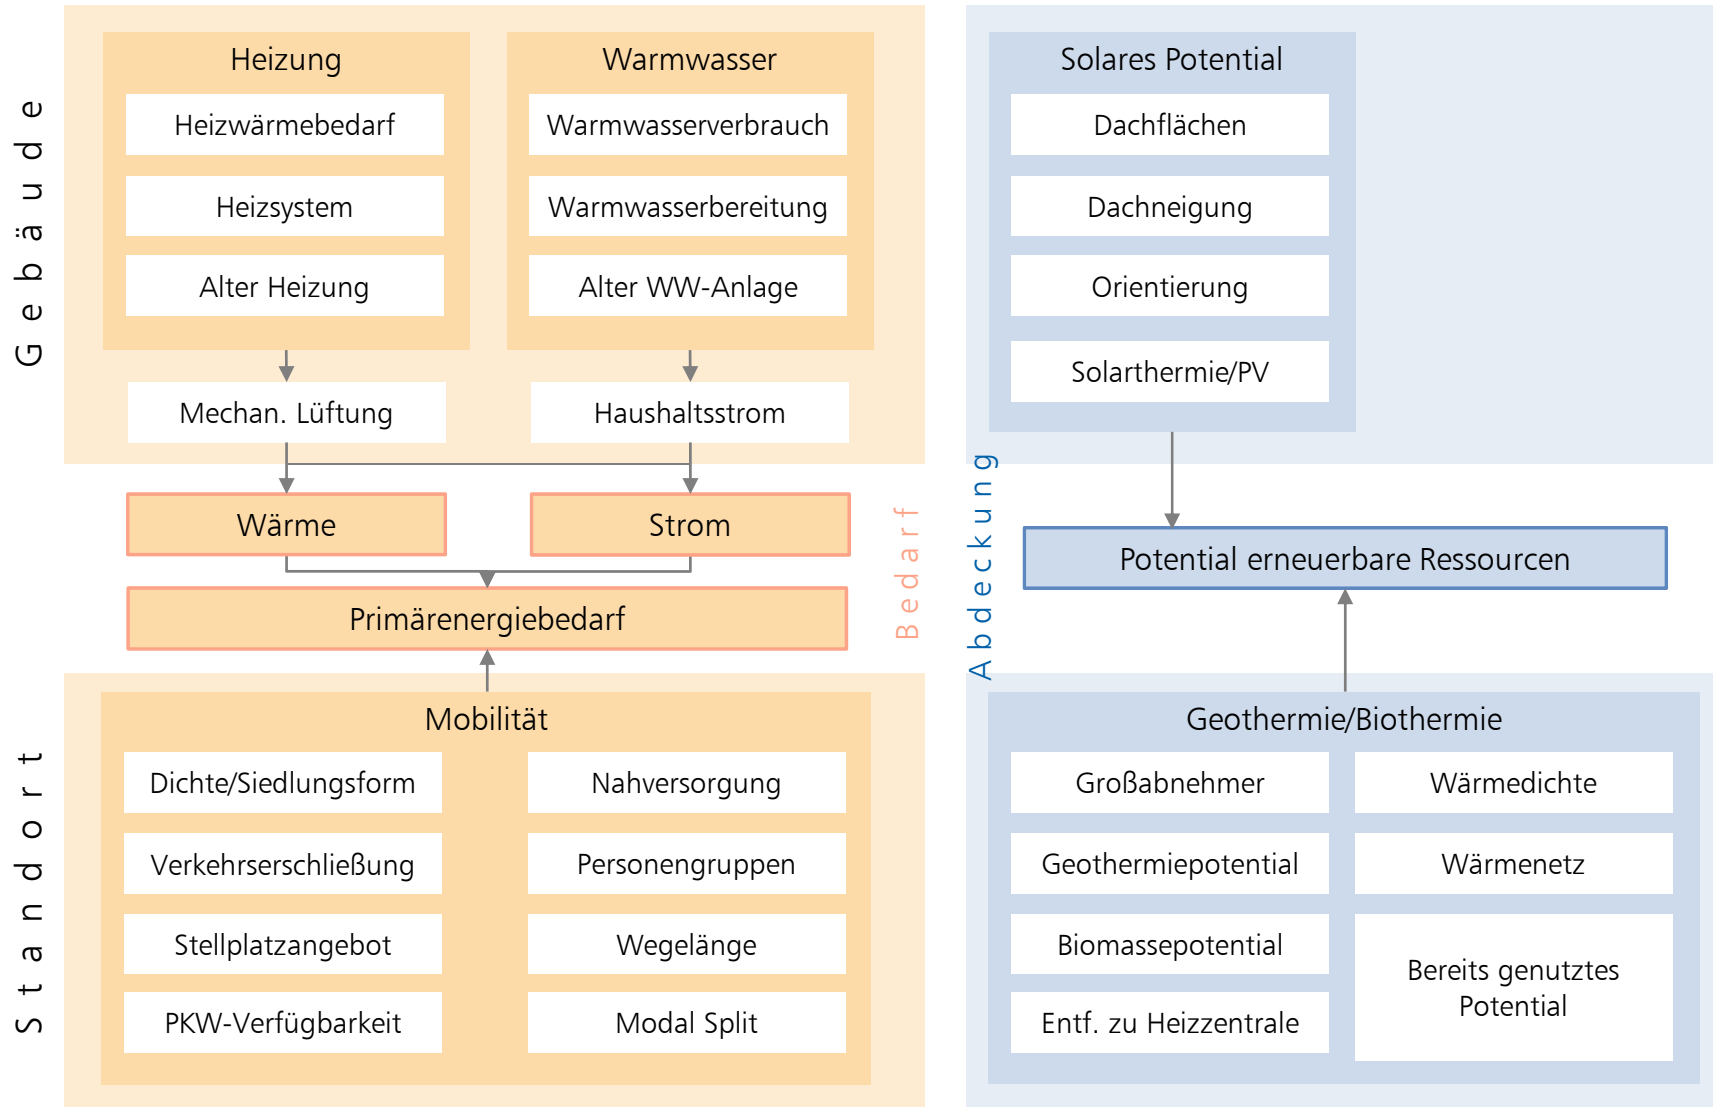 Gebäude
Heizung
Heizwärmebedarf
Heizsystem
Alter Heizung
Mechan. Lüftung
Warmwasser
Warmwasserverbrauch
Warmwasserbereitung
Alter WW-Anlage
Haushaltsstrom
Wärme
Strom
Primärenergiebedarf
Bedarf
Abdeckung
Solares Potential
Dachflächen
Dachneigung
Orientierung
Solarthermie/PV
Potential erneuerbare Ressourcen
Standort
Mobilität
Dichte/Siedlungsform
Verkehrserschließung
Stellplatzangebot
PKW-Verfügbarkeit
Nahversorgung
Personengruppen
Wegelänge
Modal Split
Geothermie/Biothermie
Großabnehmer
Geothermiepotential
Biomassepotential
Entf. zu Heizzentrale
Wärmedichte
Wärmenetz
Bereits genutztes
Potential